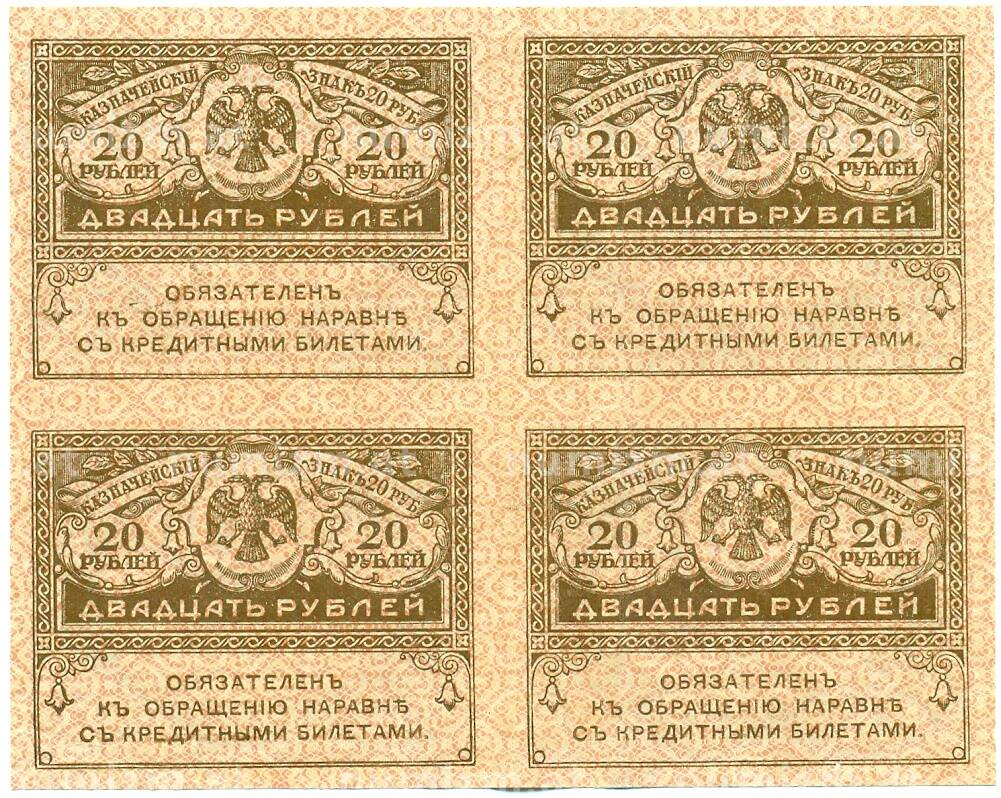 КАЗНАЧЕЙСКІЙ ЗНАКЪ 20 РУБ.
20 20
РУБЛЕЙ РУБЛЕЙ
ДВАДЦАТЬ РУБЛЕЙ
ОБЯЗАТЕЛЕНЪ
КЪ ОБРАЩЕНІЮ НАРАВНѢ
СЪ КРЕДИТНЫМИ БИЛЕТАМИ.
КАЗНАЧЕЙСКІЙ ЗНАКЪ 20 РУБ.
20 20
РУБЛЕЙ РУБЛЕЙ
ДВАДЦАТЬ РУБЛЕЙ
ОБЯЗАТЕЛЕНЪ
КЪ ОБРАЩЕНІЮ НАРАВНѢ
СЪ КРЕДИТНЫМИ БИЛЕТАМИ.
КАЗНАЧЕЙСКІЙ ЗНАКЪ 20 РУБ.
20 20
РУБЛЕЙ РУБЛЕЙ
ДВАДЦАТЬ РУБЛЕЙ
ОБЯЗАТЕЛЕНЪ
КЪ ОБРАЩЕНІЮ НАРАВНѢ
СЪ КРЕДИТНЫМИ БИЛЕТАМИ.
КАЗНАЧЕЙСКІЙ ЗНАКЪ 20 РУБ.
20 20
РУБЛЕЙ РУБЛЕЙ
ДВАДЦАТЬ РУБЛЕЙ
ОБЯЗАТЕЛЕНЪ
КЪ ОБРАЩЕНІЮ НАРАВНѢ
СЪ КРЕДИТНЫМИ БИЛЕТАМИ.